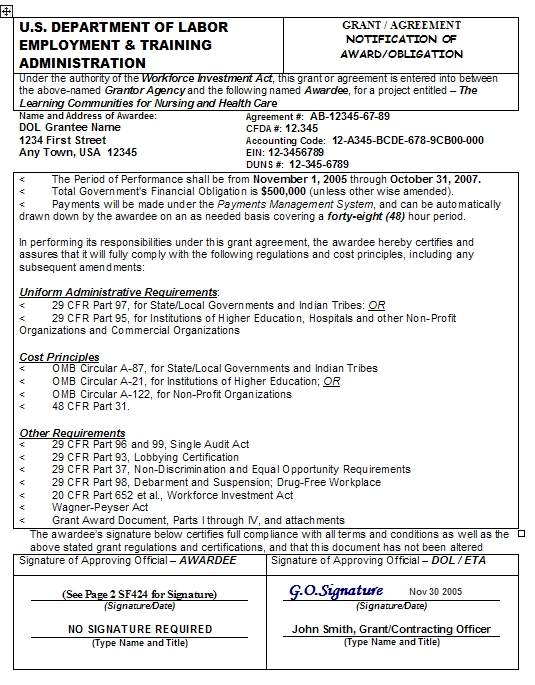 U.S. DEPARTMENT OF LABOR
EMPLOYMENT & TRAINING
ADMINISTRATION
GRANT / AGREEMENT
NOTIFICATION OF
AWARD/OBLIGATION
Under the authority of the Workforce Investment Act, this grant or agreement is entered into between
the above-named Grantor Agency and the following named Awardee, for a project entitled – The
Learning Communities for Nursing and Health Care
Name and Address of Awardee:
DOL Grantee Name
1234 First Street
Any Town, USA 12345
Agreement #: AB-12345-67-89
CFDA #: 12.345
Accounting Code: 12-A345-BCDE-678-9CB00-000
EIN: 12-3456789
DUNS #: 12-345-6789
< The Period of Performance shall be from November 1, 2005 through October 31, 2007.
< Total Government's Financial Obligation is $500,000 (unless other wise amended).
< Payments will be made under the Payments Management System, and can be automatically
drawn down by the awardee on an as needed basis covering a forty-eight (48) hour period.
In performing its responsibilities under this grant agreement, the awardee hereby certifies and
assures that it will fully comply with the following regulations and cost principles, including any
subsequent amendments:
Uniform Administrative Requirements:
< 29 CFR Part 97, for State/Local Governments and Indian Tribes: OR
< 29 CFR Part 95, for Institutions of Higher Education, Hospitals and other Non-Profit
Organizations and Commercial Organizations
Cost Principles
< OMB Circular A-87, for State/Local Governments and Indian Tribes
< OMB Circular A-21, for Institutions of Higher Education; OR
< OMB Circular A-122, for Non-Profit Organizations
< 48 CFR Part 31.
Other Requirements
< 29 CFR Part 96 and 99, Single Audit Act
< 29 CFR Part 93, Lobbying Certification
< 29 CFR Part 37, Non-Discrimination and Equal Opportunity Requirements
< 29 CFR Part 98, Debarment and Suspension; Drug-Free Workplace
< 20 CFR Part 652 et al., Workforce Investment Act
< Wagner-Peyser Act
< Grant Award Document, Parts I through IV, and attachments
The awardee's signature below certifies full compliance with all terms and conditions as well as the
above stated grant regulations and certifications, and that this document has not been altered
Signature of Approving Official – AWARDEE
(See Page 2 SF424 for Signature)
(Signature/Date)
NO SIGNATURE REQUIRED
(Type Name and Title)
Signature of Approving Official – DOL / ETA
G.O.Signature Nov 30 2005
(Signature/Date)
John Smith, Grant/Contracting Officer
(Type Name and Title)